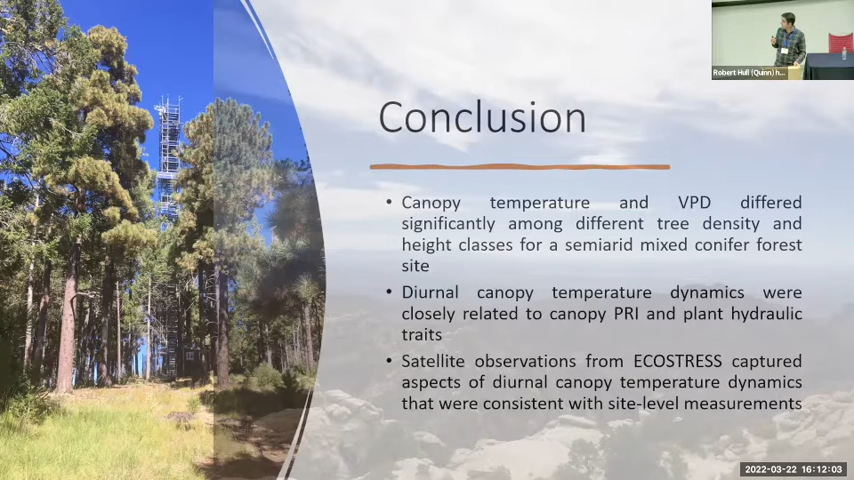 Robert Hull (Quinn) h...
Conclusion
• Canopy temperature and VPD differed
significantly among different tree density and
height classes for a semiarid mixed conifer forest
site
• Diurnal canopy temperature dynamics were
closely related to canopy PRI and plant hydraulic
traits
• Satellite observations from ECOSTRESS captured
aspects of diurnal canopy temperature dynamics
that were consistent with site-level measurements
2022-03-22 16:12:03